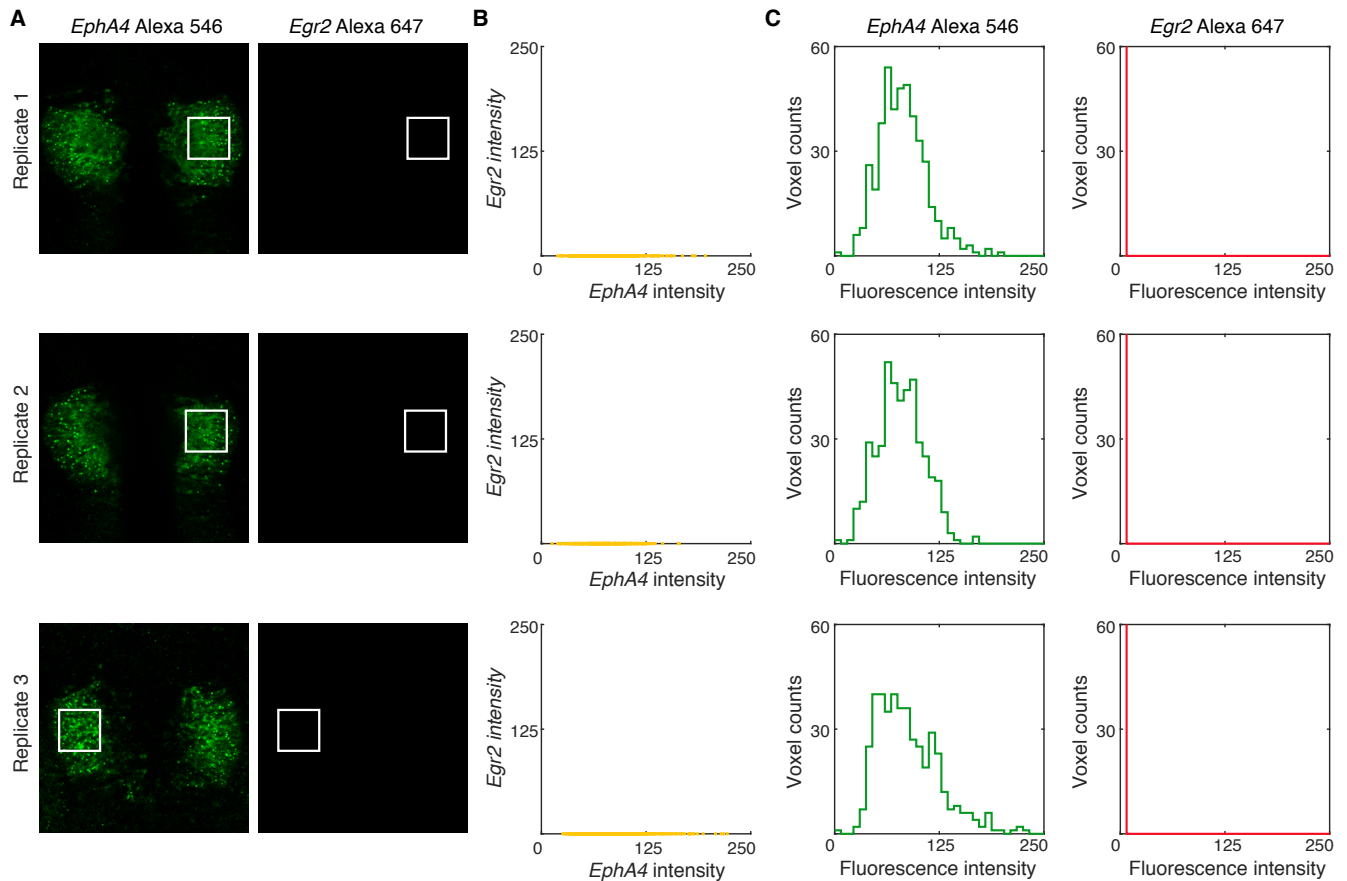 A
EphA4 Alexa 546
Egr2 Alexa 647
B
C
EphA4 Alexa 546
Egr2 Alexa 647
Replicate 1
250
125
0
125
250
Egr2 intensity
EphA4 intensity
60
30
0
125
250
Voxel counts
Fluorescence intensity
60
30
0
125
250
Voxel counts
Fluorescence intensity
Replicate 2
250
125
0
125
250
Egr2 intensity
EphA4 intensity
60
30
0
125
250
Voxel counts
Fluorescence intensity
60
30
0
125
250
Voxel counts
Fluorescence intensity
Replicate 3
250
125
0
125
250
Egr2 intensity
EphA4 intensity
60
30
0
125
250
Voxel counts
Fluorescence intensity
60
30
0
125
250
Voxel counts
Fluorescence intensity